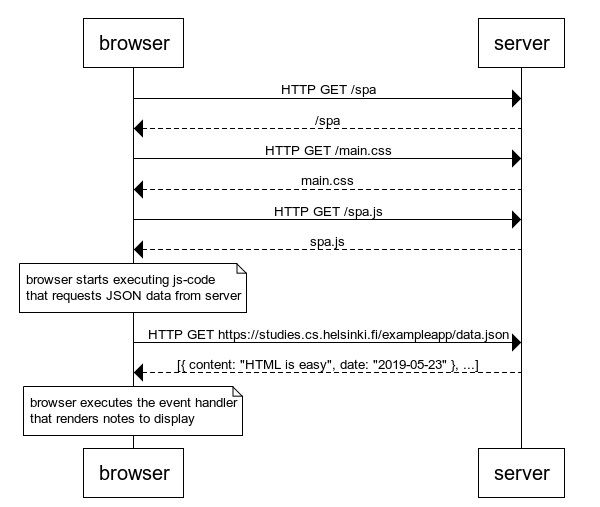 browser
server
HTTP GET /spa
/spa
HTTP GET /main.css
main.css
HTTP GET /spa.js
spa.js
browser starts executing js-code
that requests JSON data from server
HTTP GET https://studies.cs.helsinki.fi/exampleapp/data.json
[{ content: "HTML is easy", date: "2019-05-23" }, ...]
browser executes the event handler
that renders notes to display
browser
server